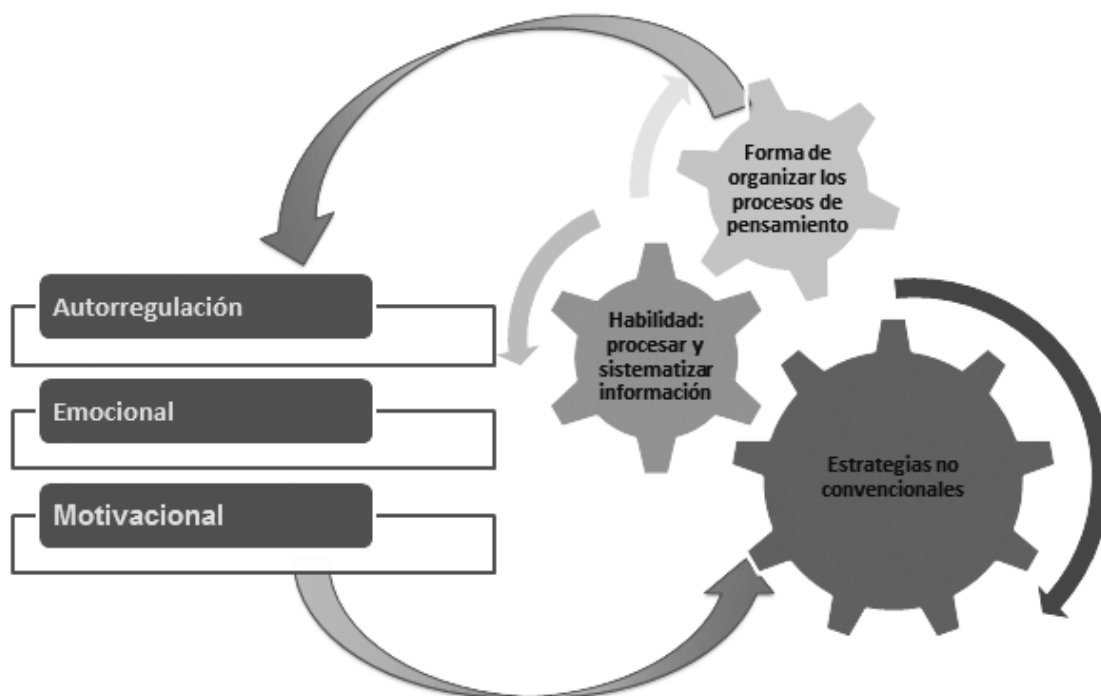 Forma de
organizar los
procesos de
pensamiento
Autorregulación
Habilidad:
procesar y
sistematizar
información
Emocional
Estrategias no
convencionales
Motivacional